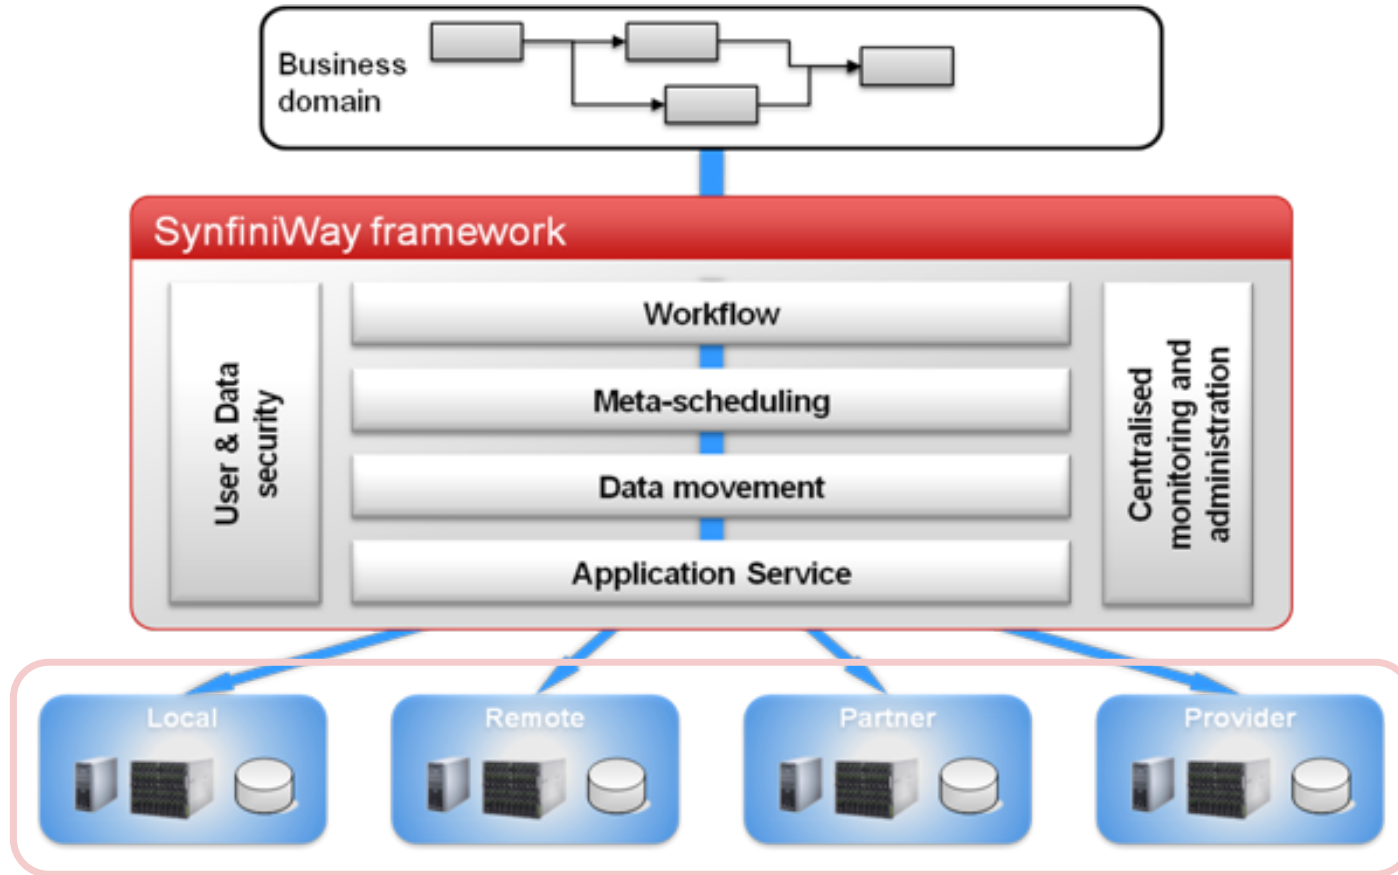 Business
domain
SynfiniWay framework
User & Data
security
Workflow
Meta-scheduling
Data movement
Application Service
Centralised
monitoring and
administration
Local
Remote
Partner
Provider